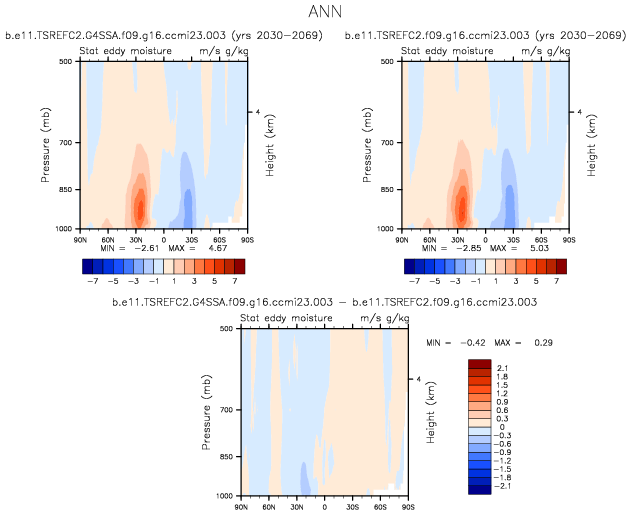 ANN
b.e11.TSREFC2.G4SSA.f09.g16.ccmi23.003 (yrs 2030-2069)
Stat eddy moisture m/s g/kg
500
700
850
1000
Pressure (mb)
4
Height (km)
90N 60N 30N 0 30S 60S 90S
MIN = -2.61 MAX = 4.67
-7 -5 -3 -1 1 3 5 7
b.e11.TSREFC2.f09.g16.ccmi23.003 (yrs 2030-2069)
Stat eddy moisture m/s g/kg
500
700
850
1000
Pressure (mb)
4
Height (km)
90N 60N 30N 0 30S 60S 90S
MIN = -2.85 MAX = 5.03
-7 -5 -3 -1 1 3 5 7
b.e11.TSREFC2.G4SSA.f09.g16.ccmi23.003 - b.e11.TSREFC2.f09.g16.ccmi23.003
Stat eddy moisture m/s g/kg
500
700
850
1000
Pressure (mb)
4
Height (km)
90N 60N 30N 0 30S 60S 90S
MIN = -0.42 MAX = 0.29
2.1
1.8
1.5
1.2
0.9
0.6
0.3
0
-0.3
-0.6
-0.9
-1.2
-1.5
-1.8
-2.1